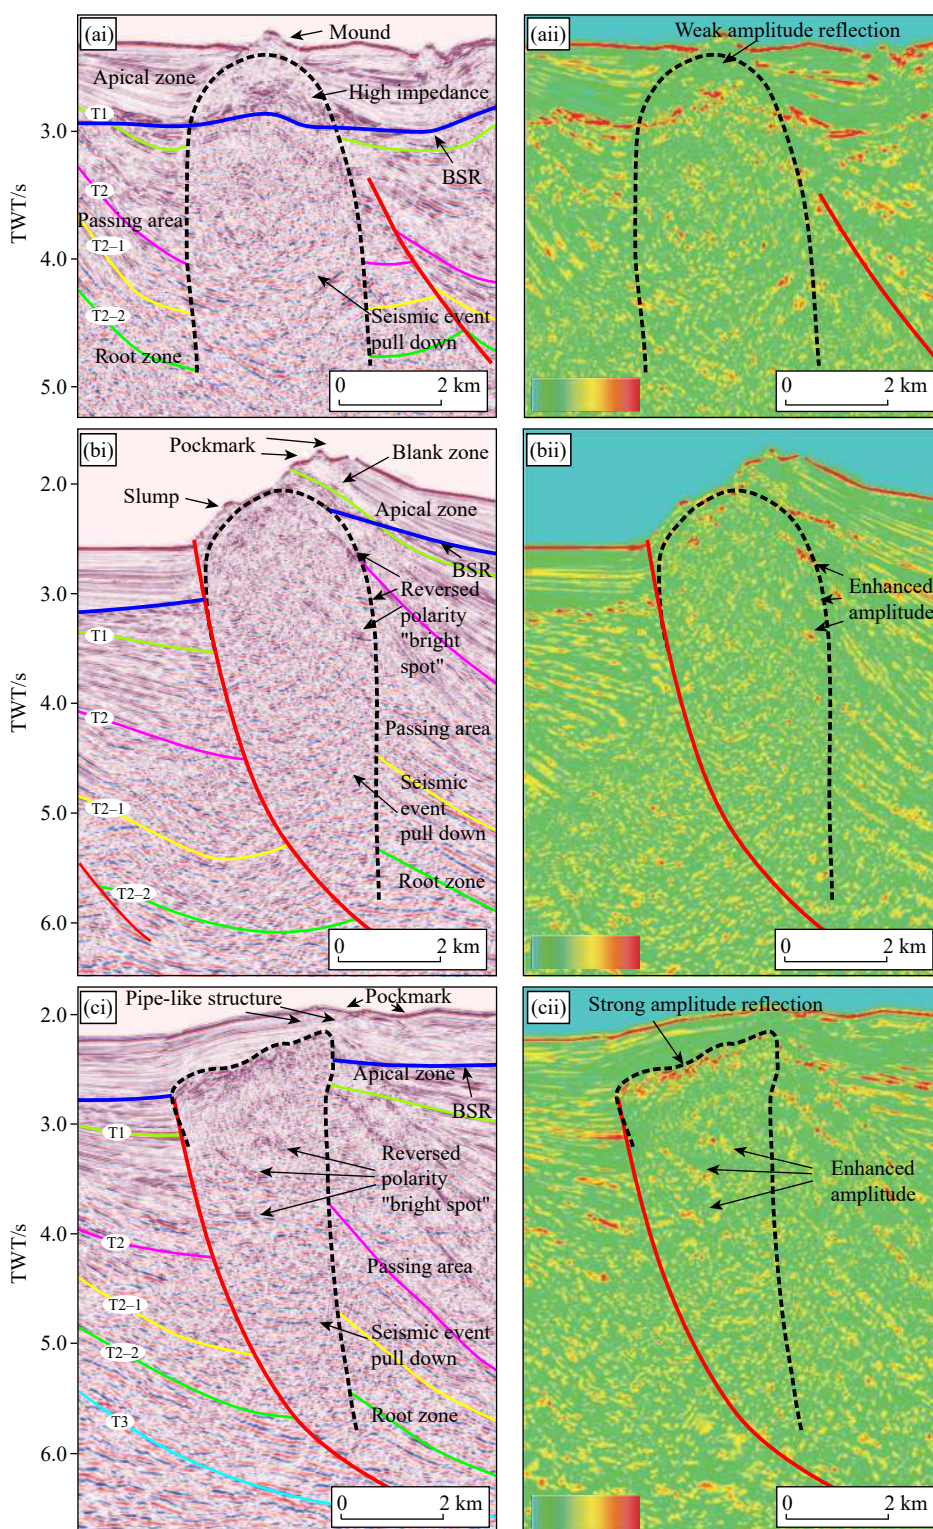 (ai)
Mound
Apical zone
High impedance
T1
3.0
BSR
T2
Passing area
T2–1
4.0
T2–2
Seismic event
pull down
Root zone
5.0
0 2 km
TWT/s
(aii)
Weak amplitude reflection
0 2 km
(bi)
Pockmark
Blank zone
2.0
Slump
Apical zone
BSR
3.0
Reversed
polarity
"bright
spot"
T1
T2
4.0
Passing area
Seismic
event
pull down
T2–1
5.0
Root zone
T2–2
6.0
0 2 km
TWT/s
(bii)
Enhanced
amplitude
0 2 km
(ci)
Pipe-like structure
Pockmark
2.0
Apical zone
BSR
3.0
T1
Reversed
polarity
"bright spot"
4.0
T2
Passing area
T2–1
Seismic event
pull down
5.0
T2–2
Root zone
T3
6.0
0 2 km
TWT/s
(cii)
Strong amplitude reflection
Enhanced
amplitude
0 2 km